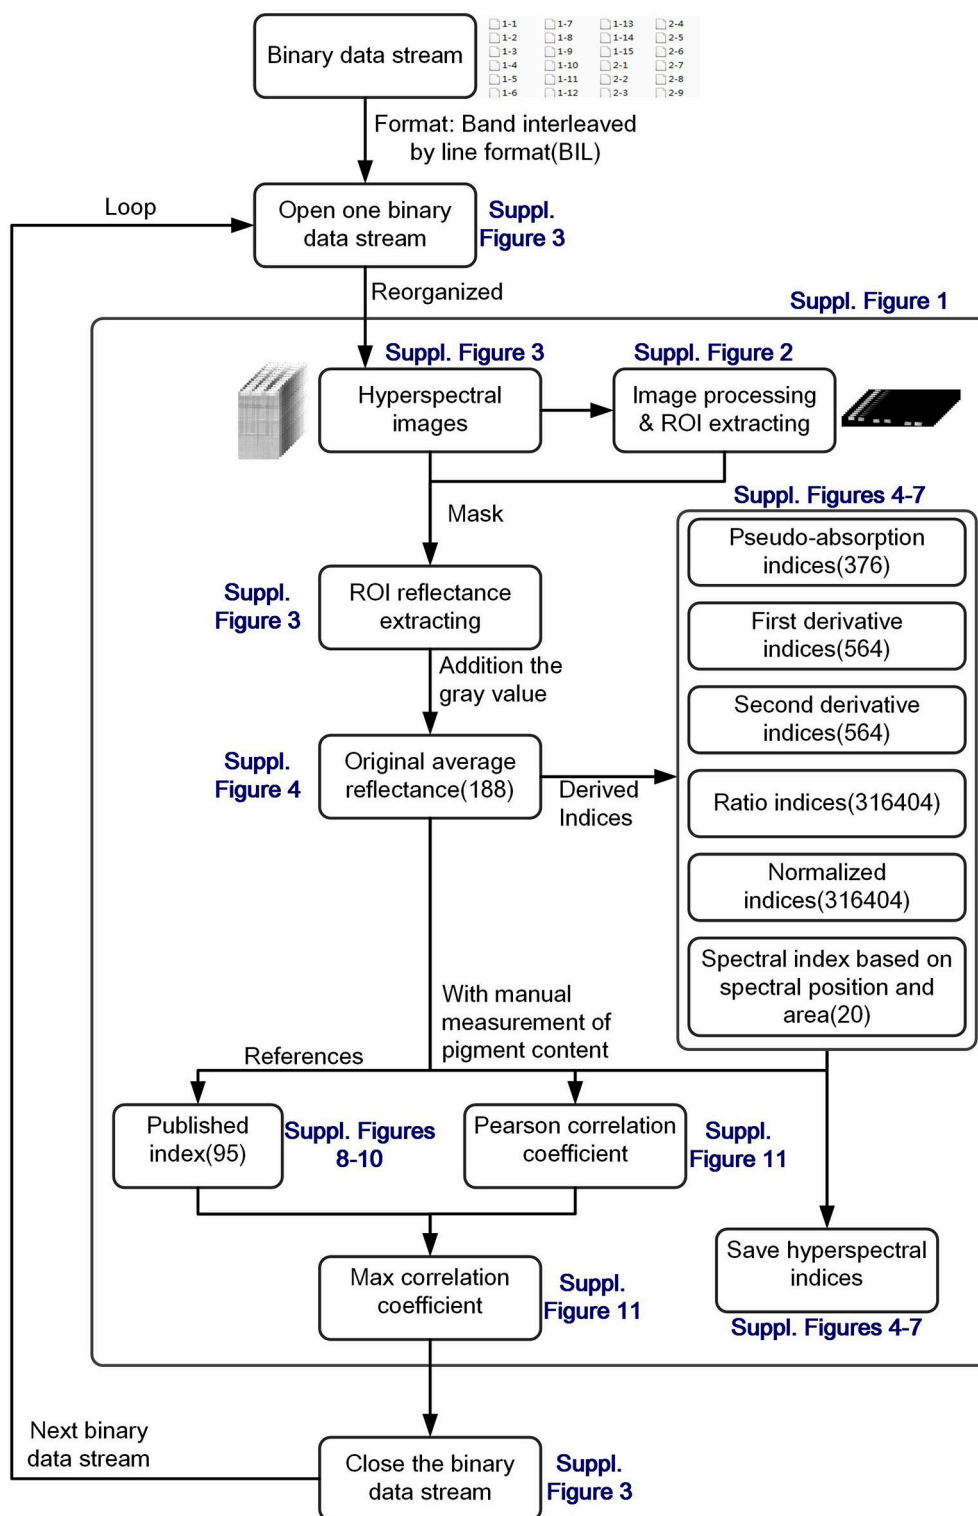 Binary data stream
1-1 1-7 1-13 2-4
1-2 1-8 1-14 2-5
1-3 1-9 1-15 2-6
1-4 1-10 2-1 2-7
1-5 1-11 2-2 2-8
1-6 1-12 2-3 2-9
Format: Band interleaved
by line format(BIL)
Loop
Open one binary
data stream
Suppl.
Figure 3
Reorganized
Suppl. Figure 1
Suppl. Figure 3
Suppl. Figure 2
Hyperspectral
images
Image processing
& ROI extracting
Mask
Suppl. Figures 4-7
Pseudo-absorption
indices(376)
Suppl.
Figure 3
ROI reflectance
extracting
First derivative
indices(564)
Addition the
gray value
Second derivative
indices(564)
Suppl.
Figure 4
Original average
reflectance(188)
Derived
Indices
Ratio indices(316404)
Normalized
indices(316404)
Spectral index based on
spectral position and
area(20)
With manual
measurement of
pigment content
References
Published
index(95)
Suppl. Figures
8-10
Pearson correlation
coefficient
Suppl.
Figure 11
Max correlation
coefficient
Suppl.
Figure 11
Save hyperspectral
indices
Suppl. Figures 4-7
Next binary
data stream
Close the binary
data stream
Suppl.
Figure 3